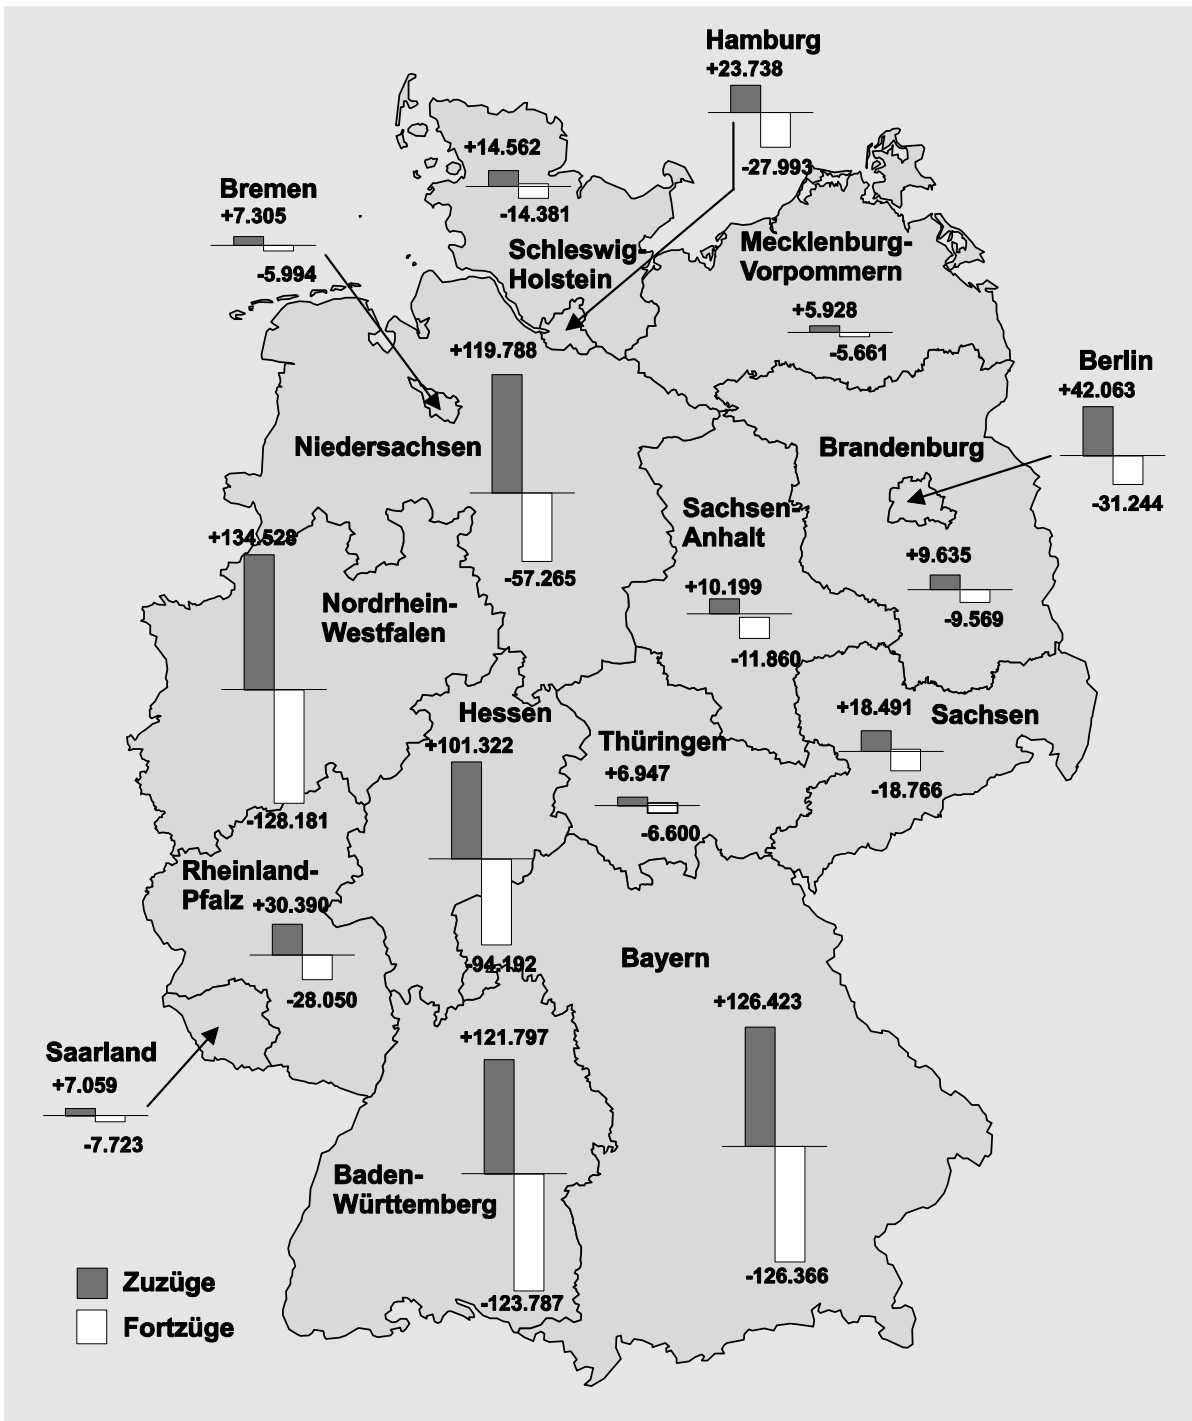 Hamburg
+23.738
-27.993
+14.562
-14.381
Schleswig-
Holstein
Bremen
+7.305
-5.994
Mecklenburg-
Vorpommern
+5.928
-5.661
+119.788
Niedersachsen
-57.265
Berlin
+42.063
-31.244
Brandenburg
+9.635
-9.569
Sachsen-
Anhalt
+10.199
-11.860
+134.528
Nordrhein-
Westfalen
-128.181
Hessen
+101.322
-94.192
Thüringen
+6.947
-6.600
+18.491
Sachsen
-18.766
Rheinland-
Pfalz
+30.390
-28.050
Bayern
+126.423
-126.366
Saarland
+7.059
-7.723
+121.797
Baden-
Württemberg
-123.787
Zuzüge
Fortzüge